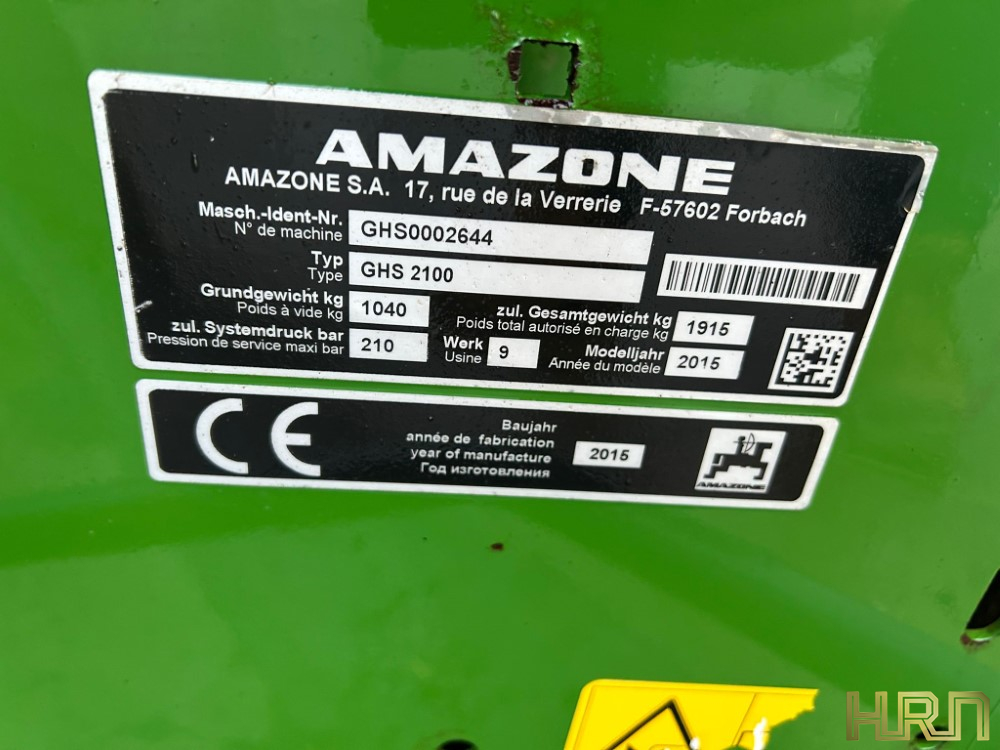 AMAZONE
AMAZONE S.A. 17, rue de la Verrerie F-57602 Forbach
Masch.-Ident-Nr. GHS0002644
N° de machine
Typ GHS 2100
Type
Grundgewicht kg 1040 zul. Gesamtgewicht kg 1915
Poids à vide kg Poids total autorisé en charge kg
zul. Systemdruck bar 210 Werk 9 Modelljahr 2015
Pression de service maxi bar Usine Année du modèle
CE
Baujahr
année de fabrication
year of manufacture 2015
Год изготовления
AMAZONE
HRN